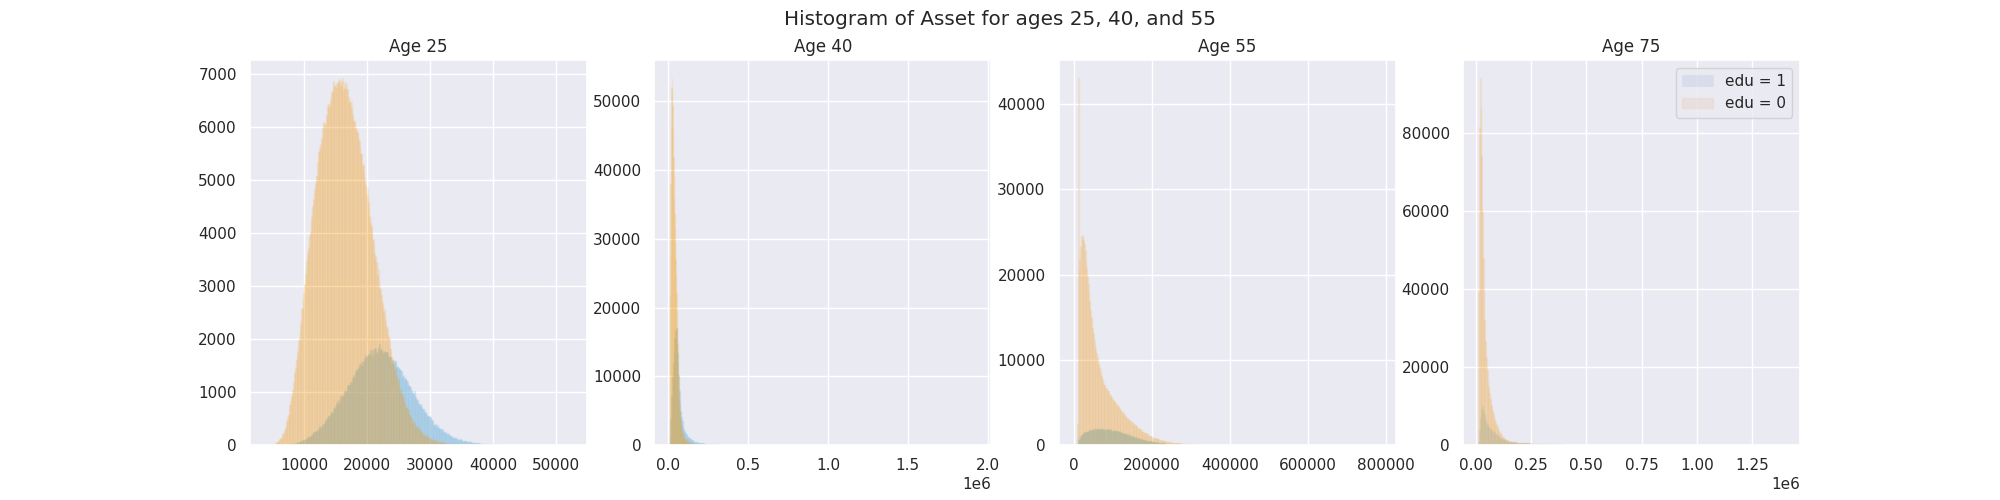 Histogram of Asset for ages 25, 40, and 55
Age 25
7000
6000
5000
4000
3000
2000
1000
0
10000 20000 30000 40000 50000
Age 40
50000
40000
30000
20000
10000
0
0.0 0.5 1.0 1.5 2.0
1e6
Age 55
40000
30000
20000
10000
0
0 200000 400000 600000 800000
Age 75
edu = 1
edu = 0
80000
60000
40000
20000
0
0.00 0.25 0.50 0.75 1.00 1.25
1e6